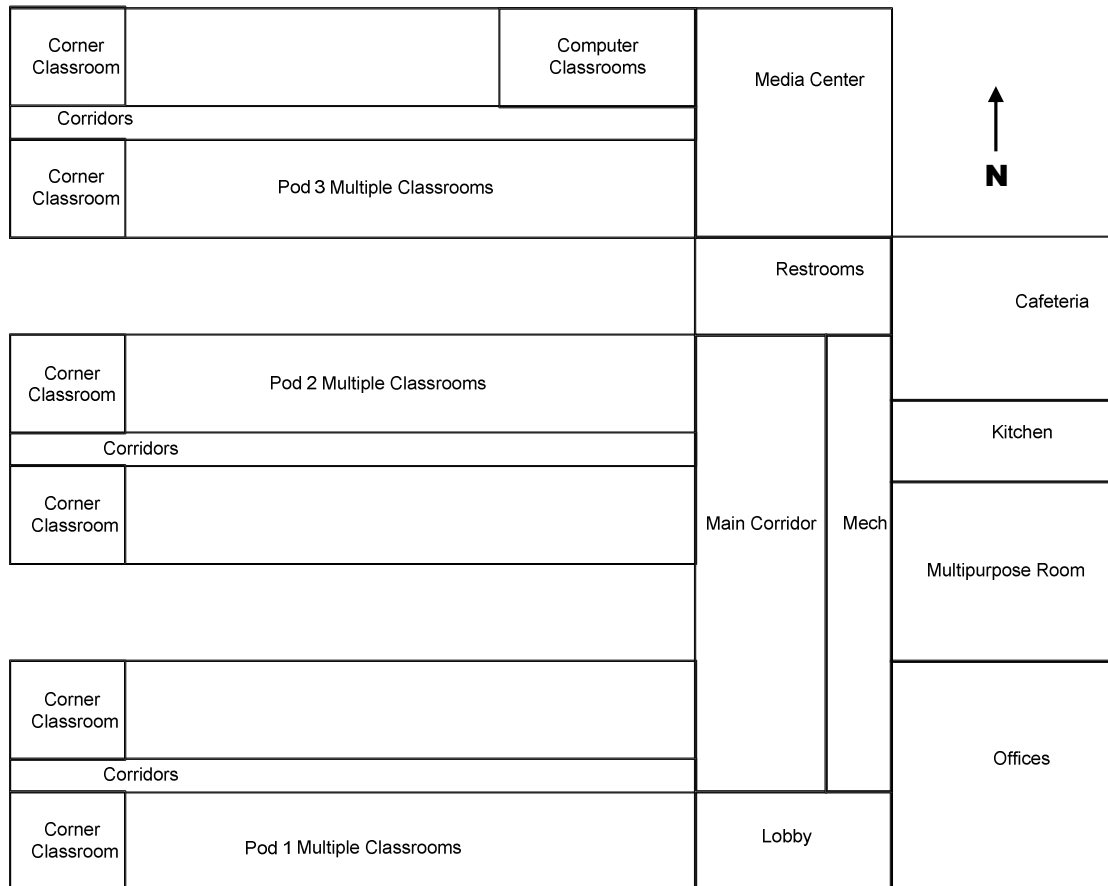 Corner
Classroom
Computer
Classrooms
Media Center
Corridors
N
Corner
Classroom
Pod 3 Multiple Classrooms
Restrooms
Cafeteria
Corner
Classroom
Pod 2 Multiple Classrooms
Kitchen
Corridors
Corner
Classroom
Main Corridor
Mech
Multipurpose Room
Corner
Classroom
Offices
Corridors
Corner
Classroom
Pod 1 Multiple Classrooms
Lobby